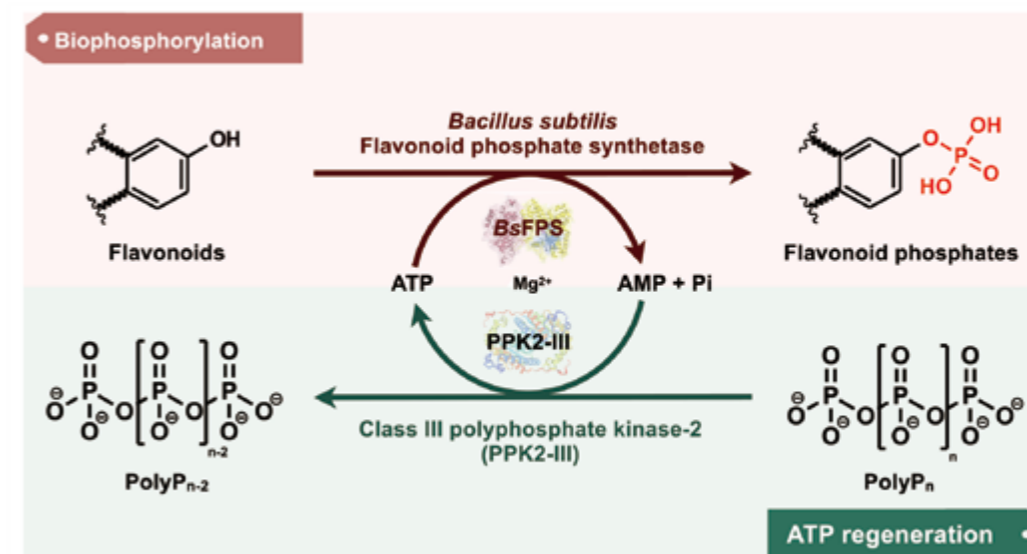 • Biophosphorylation
OH
Flavonoids
Bacillus subtilis
Flavonoid phosphate synthetase
O
OH
P
O
HO
Flavonoid phosphates
BsFPS
ATP
Mg²⁺
AMP + Pi
PPK2-III
O O O
P P P
⊖O O O O⊖
O⊖ O⊖ O⊖
n-2
PolyPₙ₋₂
Class III polyphosphate kinase-2
(PPK2-III)
O O O
P P P
⊖O O O O⊖
O⊖ O⊖ O⊖
n
PolyPₙ
ATP regeneration •